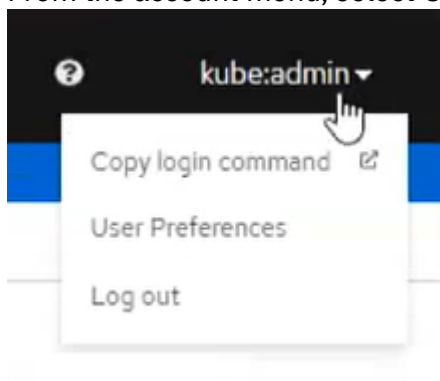 From the account menu, select
kube:admin
Copy login command
User Preferences
Log out